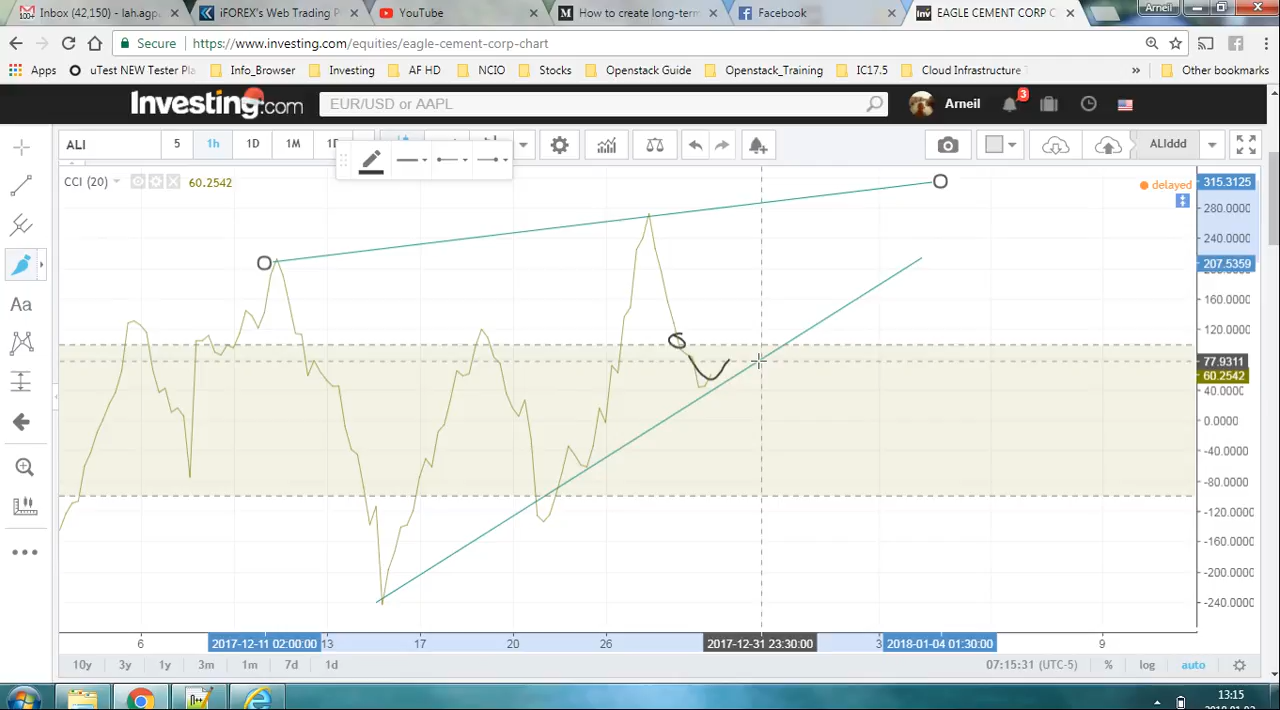 Inbox (42,150) - lah.agp
iFOREX's Web Trading P
YouTube
How to create long-term
Facebook
EAGLE CEMENT CORP C
Arneil
Secure https://www.investing.com/equities/eagle-cement-corp-chart
Apps uTest NEW Tester Pla Info_Browser Investing AF HD NCIO Stocks Openstack Guide Openstack_Training IC17.5 Cloud Infrastructure » Other bookmarks
Investing.com EUR/USD or AAPL Arneil 3
ALI 5 1h 1D 1M 1D ALIddd
CCI (20) 60.2542
delayed 315.3125
280.0000
240.0000
207.5359
160.0000
120.0000
77.9311
60.2542
40.0000
0.0000
-40.0000
-80.0000
-120.0000
-160.0000
-200.0000
-240.0000
Aa
6 2017-12-11 02:00:00 13 17 20 26 2017-12-31 23:30:00 3 2018-01-04 01:30:00 9
10y 3y 1y 3m 1m 7d 1d 07:15:31 (UTC-5) % log auto
13:15